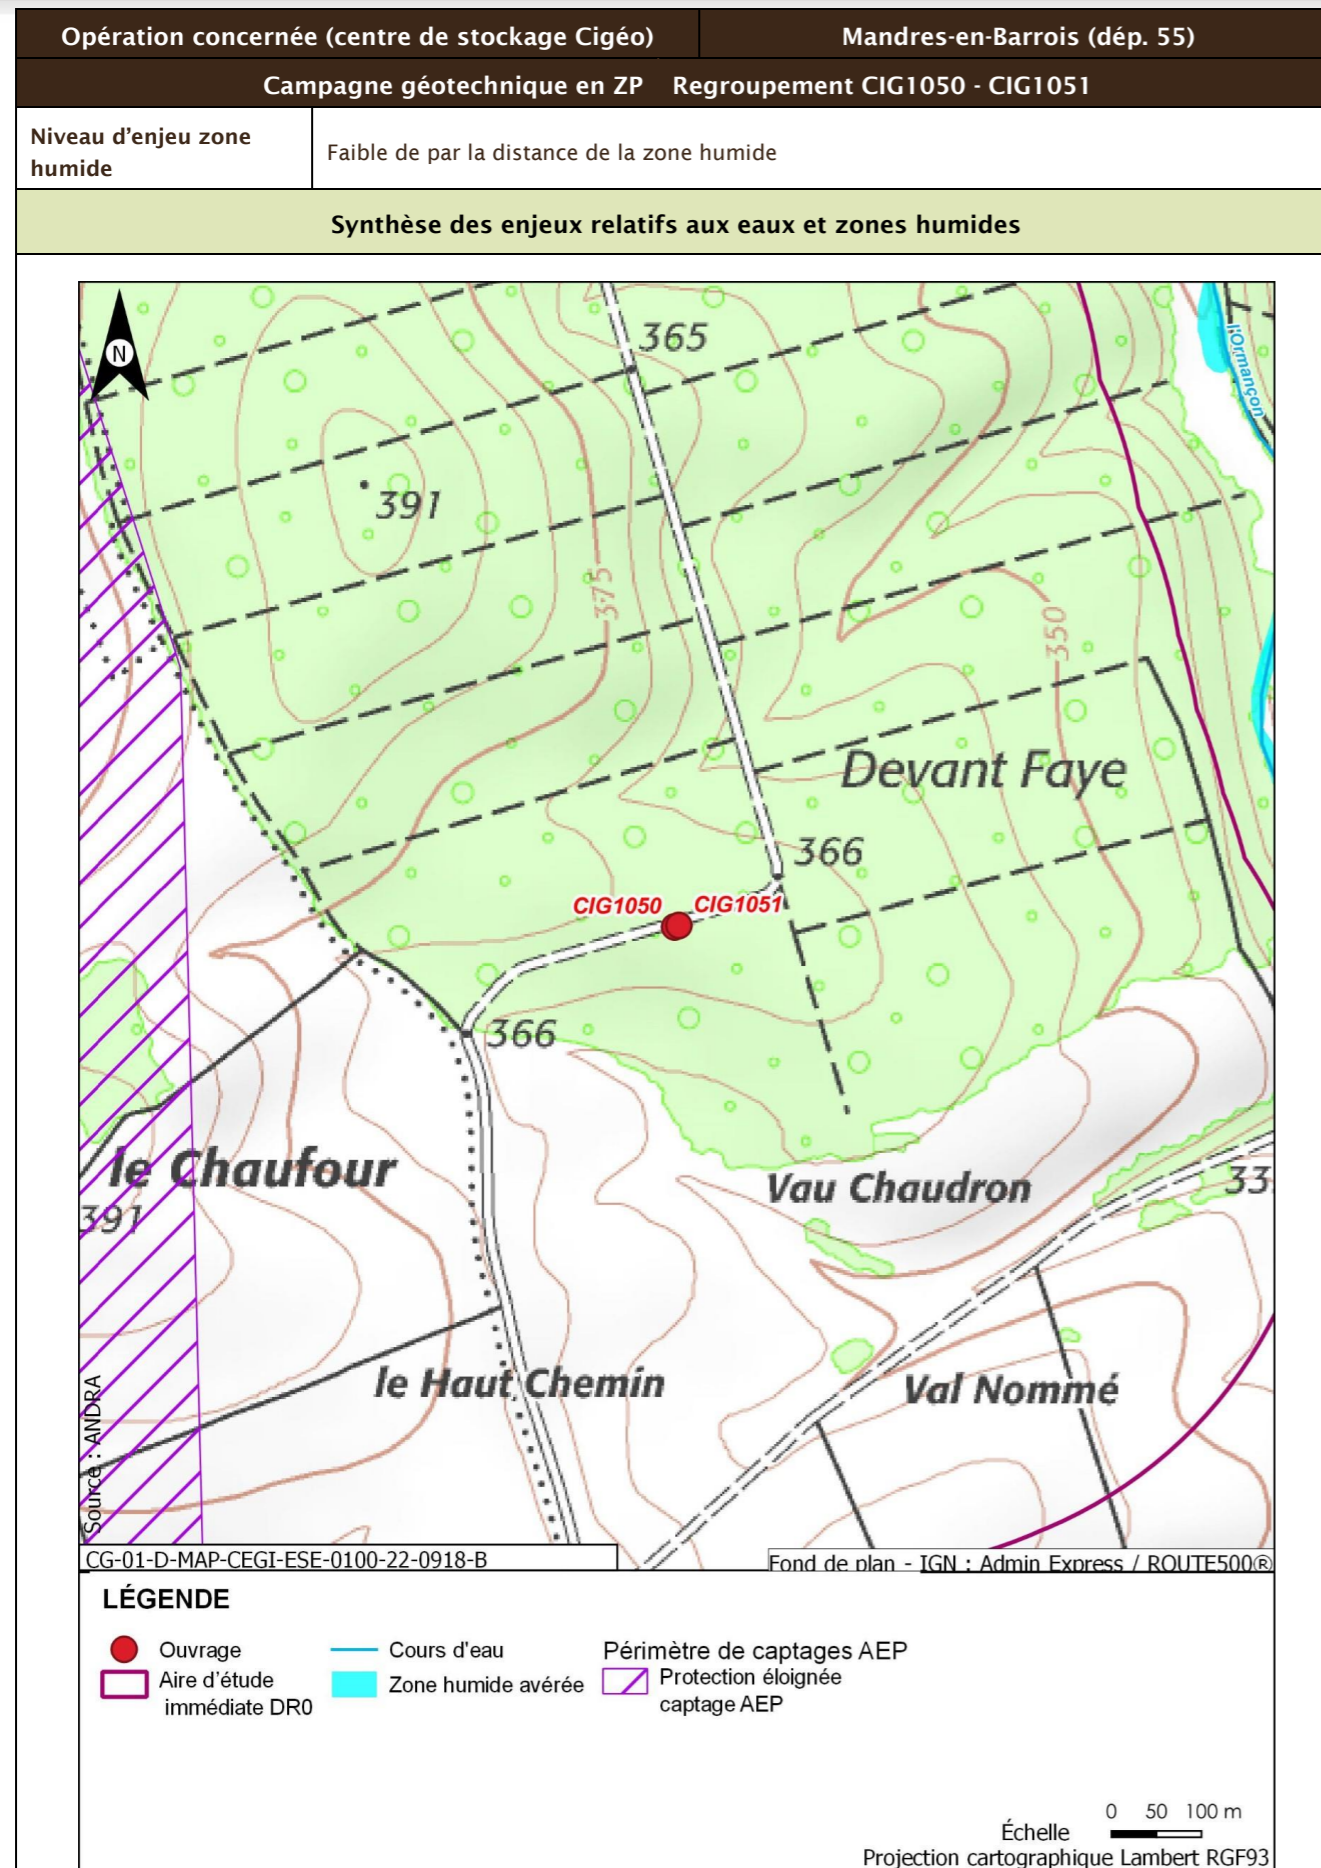 Opération concernée (centre de stockage Cigéo) Mandres-en-Barrois (dép. 55)
Campagne géotechnique en ZP Regroupement CIG1050 - CIG1051
Niveau d'enjeu zone
humide
Faible de par la distance de la zone humide
Synthèse des enjeux relatifs aux eaux et zones humides
N
365
l'Ormançon
391
375
350
Devant Faye
366
CIG1050 CIG1051
366
le Chaufour
391
Vau Chaudron
33
le Haut Chemin
Val Nommé
Source : ANDRA
CG-01-D-MAP-CEGI-ESE-0100-22-0918-B
Fond de plan - IGN : Admin Express / ROUTE500®
LÉGENDE
Ouvrage
Aire d'étude
immédiate DR0
Cours d'eau
Zone humide avérée
Périmètre de captages AEP
Protection éloignée
captage AEP
0 50 100 m
Échelle
Projection cartographique Lambert RGF93